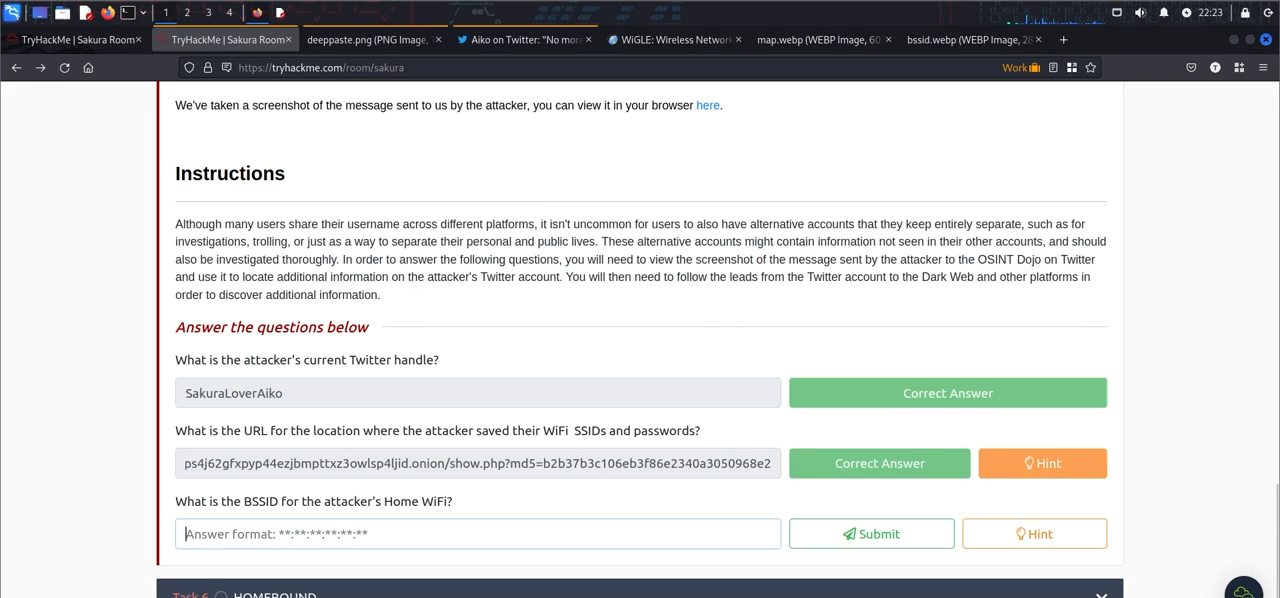 1 2 3 4 22:23
TryHackMe | Sakura Room TryHackMe | Sakura Room deeppaste.png (PNG Image, Aiko on Twitter: "No more WiGLE: Wireless Network map.webp (WEBP Image, 60 bssid.webp (WEBP Image, 28
https://tryhackme.com/room/sakura Work
We've taken a screenshot of the message sent to us by the attacker, you can view it in your browser here.
Instructions
Although many users share their username across different platforms, it isn't uncommon for users to also have alternative accounts that they keep entirely separate, such as for
investigations, trolling, or just as a way to separate their personal and public lives. These alternative accounts might contain information not seen in their other accounts, and should
also be investigated thoroughly. In order to answer the following questions, you will need to view the screenshot of the message sent by the attacker to the OSINT Dojo on Twitter
and use it to locate additional information on the attacker's Twitter account. You will then need to follow the leads from the Twitter account to the Dark Web and other platforms in
order to discover additional information.
Answer the questions below
What is the attacker's current Twitter handle?
SakuraLoverAiko Correct Answer
What is the URL for the location where the attacker saved their WiFi SSIDs and passwords?
ps4j62gfxpyp44ezjbmpttxz3owlsp4ljid.onion/show.php?md5=b2b37b3c106eb3f86e2340a3050968e2 Correct Answer Hint
What is the BSSID for the attacker's Home WiFi?
Answer format: **:**:**:**:**:** Submit Hint
Task 6 HOMEBOUND